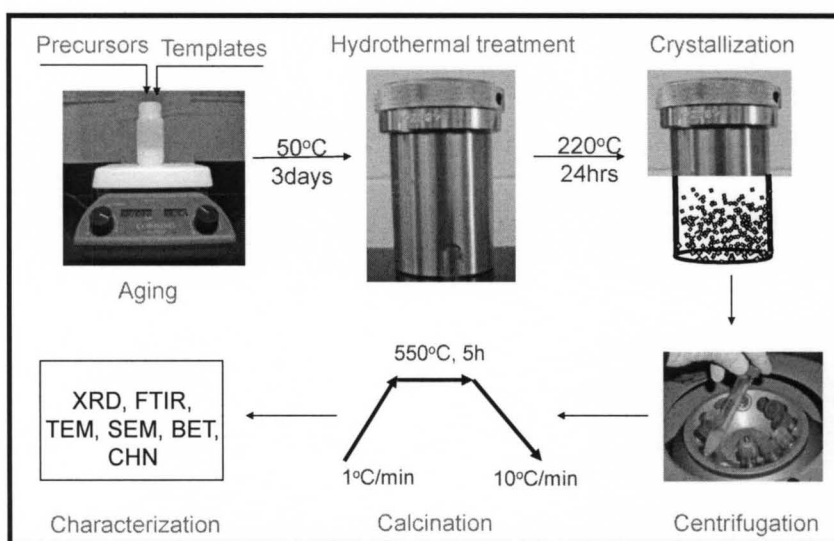 Precursors Templates
Hydrothermal treatment
Crystallization
50°C
3days
220°C
24hrs
Aging
550°C, 5h
XRD, FTIR,
TEM, SEM, BET,
CHN
1°C/min
10°C/min
Characterization
Calcination
Centrifugation